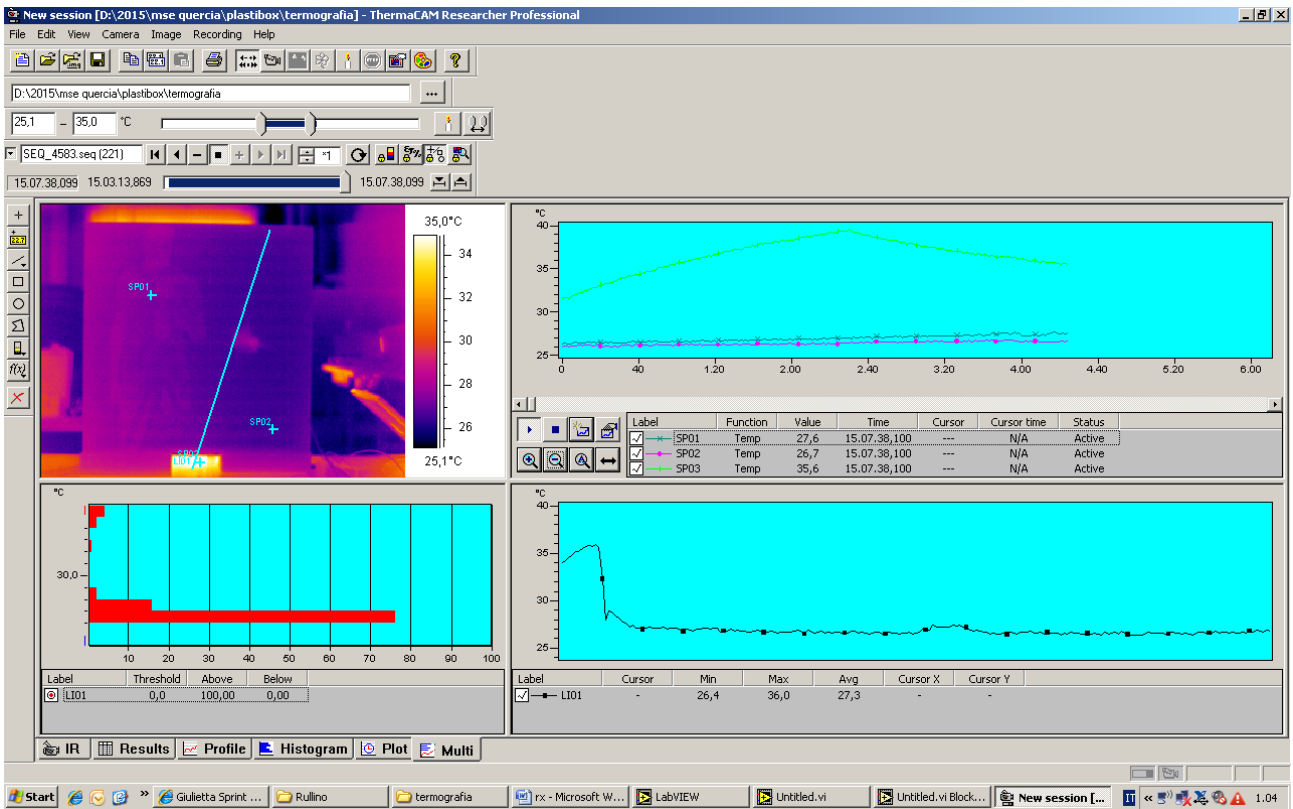 New session [D:\2015\mse quercia\plastibox\termografia] - ThermaCAM Researcher Professional
File Edit View Camera Image Recording Help
D:\2015\mse quercia\plastibox\termografia ...
25,1 – 35,0 °C
SEQ_4583.seq (221) ×1
15.07.38,099 15.03.13,869 15.07.38,099
35,0°C
34
32
30
28
26
25,1°C
SP01
SP02
SP03
LI01
°C
40
35
30
25
0 40 1.20 2.00 2.40 3.20 4.00 4.40 5.20 6.00
Label Function Value Time Cursor Cursor time Status
SP01 Temp 27,6 15.07.38,100 --- N/A Active
SP02 Temp 26,7 15.07.38,100 --- N/A Active
SP03 Temp 35,6 15.07.38,100 --- N/A Active
°C
30,0
10 20 30 40 50 60 70 80 90 100
Label Threshold Above Below
LI01 0,0 100,00 0,00
°C
40
35
30
25
Label Cursor Min Max Avg Cursor X Cursor Y
LI01 - 26,4 36,0 27,3 - -
IR Results Profile Histogram Plot Multi
Start » Giulietta Sprint ... Rullino termografia rx - Microsoft W... LabVIEW Untitled.vi Untitled.vi Block... New session [... IT « 1.04